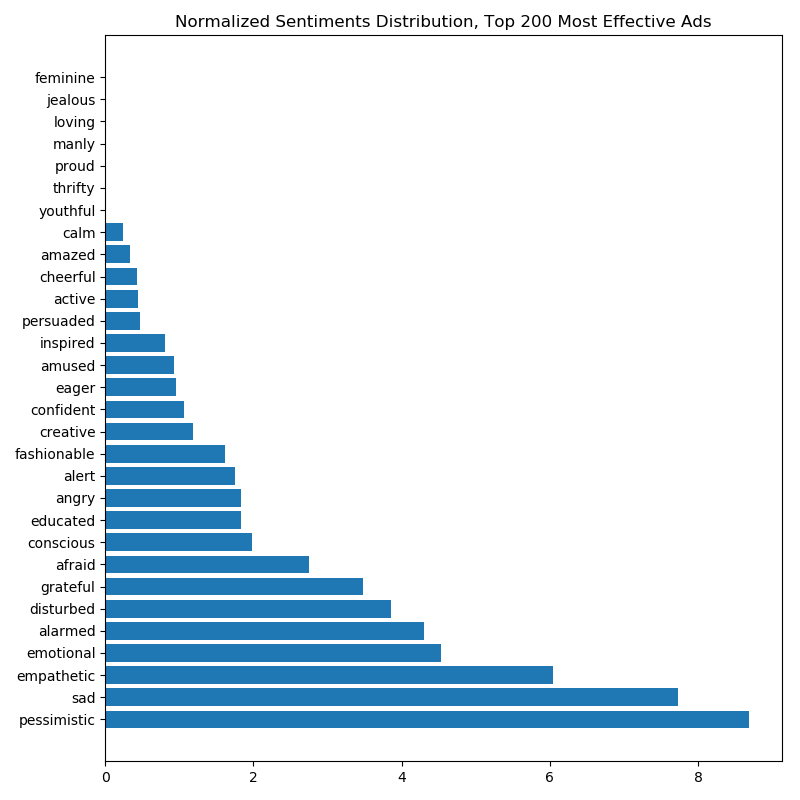 Normalized Sentiments Distribution, Top 200 Most Effective Ads
feminine
jealous
loving
manly
proud
thrifty
youthful
calm
amazed
cheerful
active
persuaded
inspired
amused
eager
confident
creative
fashionable
alert
angry
educated
conscious
afraid
grateful
disturbed
alarmed
emotional
empathetic
sad
pessimistic
0 2 4 6 8